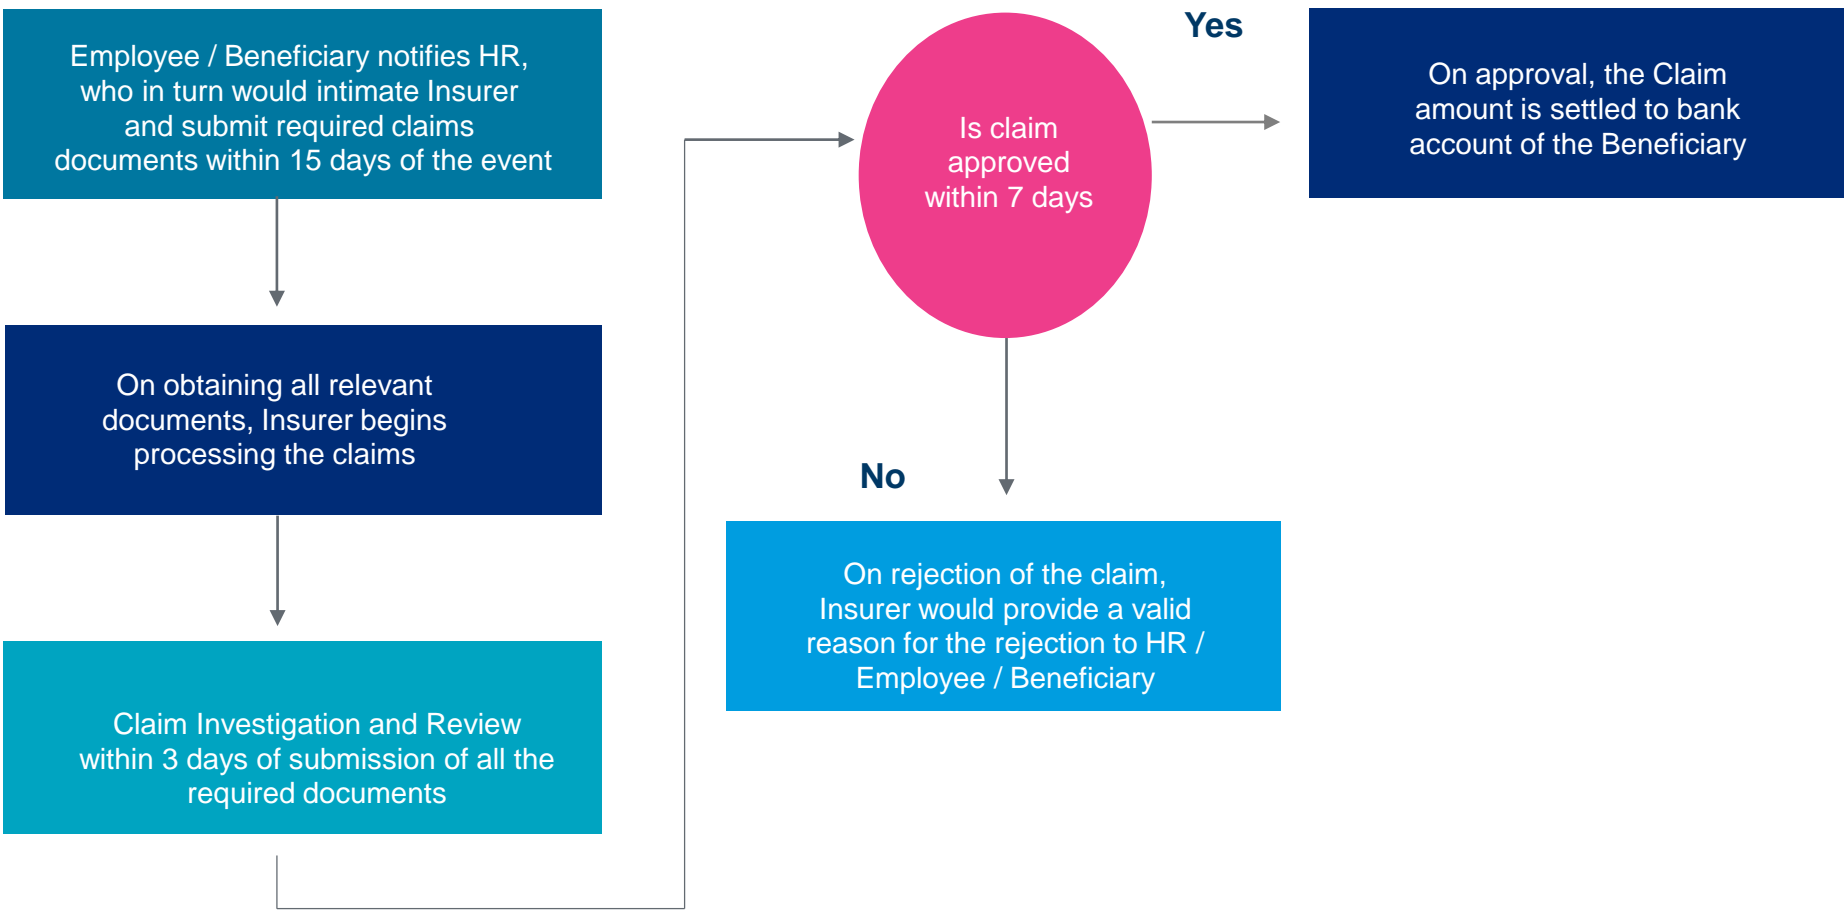 Employee / Beneficiary notifies HR,
who in turn would intimate Insurer
and submit required claims
documents within 15 days of the event
On obtaining all relevant
documents, Insurer begins
processing the claims
Claim Investigation and Review
within 3 days of submission of all the
required documents
Is claim
approved
within 7 days
Yes
On approval, the Claim
amount is settled to bank
account of the Beneficiary
No
On rejection of the claim,
Insurer would provide a valid
reason for the rejection to HR /
Employee / Beneficiary